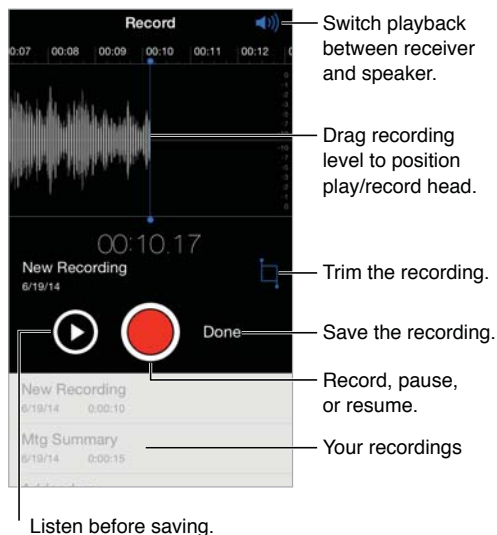 Record
Switch playback
between receiver
and speaker.
0:07 00:08 00:09 00:10 00:11 00:12
Drag recording
level to position
play/record head.
00:10.17
New Recording
6/19/14
Trim the recording.
Done
Save the recording.
Record, pause,
or resume.
New Recording
6/19/14 0:00:10
Mtg Summary
6/19/14 0:00:15
Your recordings
Listen before saving.